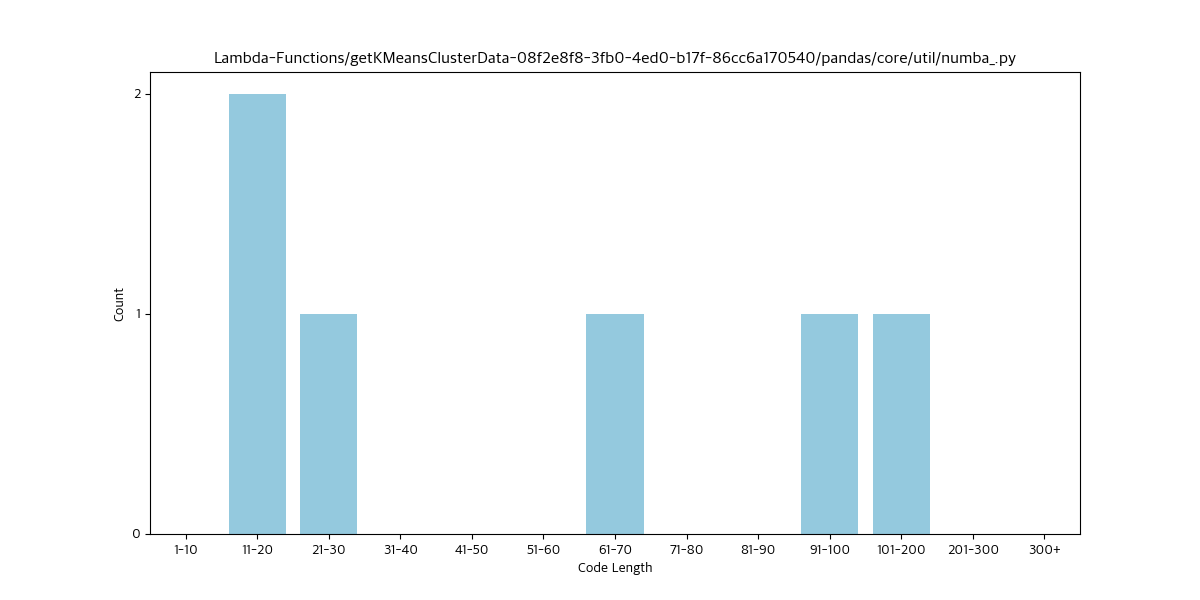 Lambda-Functions/getKMeansClusterData-08f2e8f8-3fb0-4ed0-b17f-86cc6a170540/pandas/core/util/numba_.py
2
1
0
Count
1-10 11-20 21-30 31-40 41-50 51-60 61-70 71-80 81-90 91-100 101-200 201-300 300+
Code Length